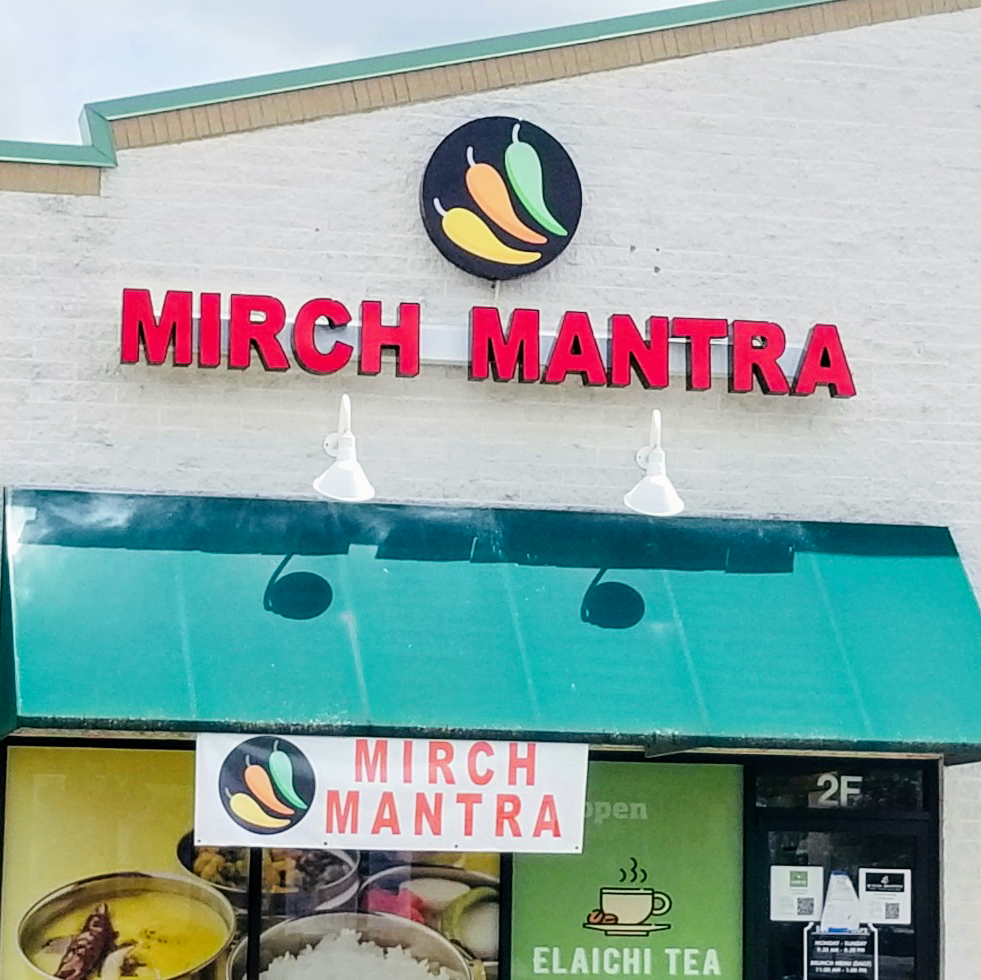 MIRCH MANTRA
MIRCH
MANTRA
open
2F
ELAICHI TEA
MONDAY - SUNDAY